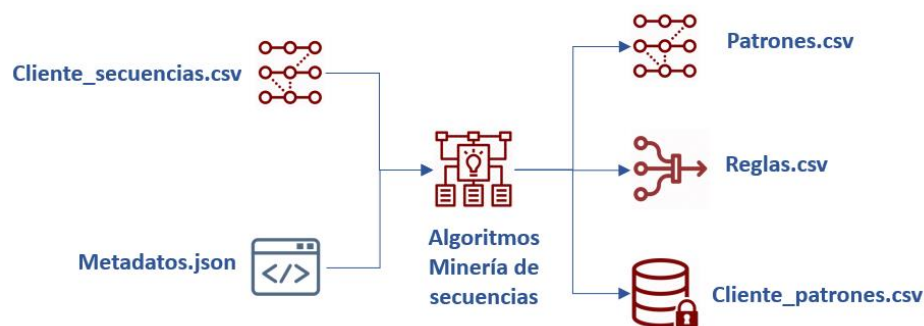 Cliente_secuencias.csv
Metadatos.json
</>
Algoritmos
Minería de
secuencias
Patrones.csv
Reglas.csv
Cliente_patrones.csv